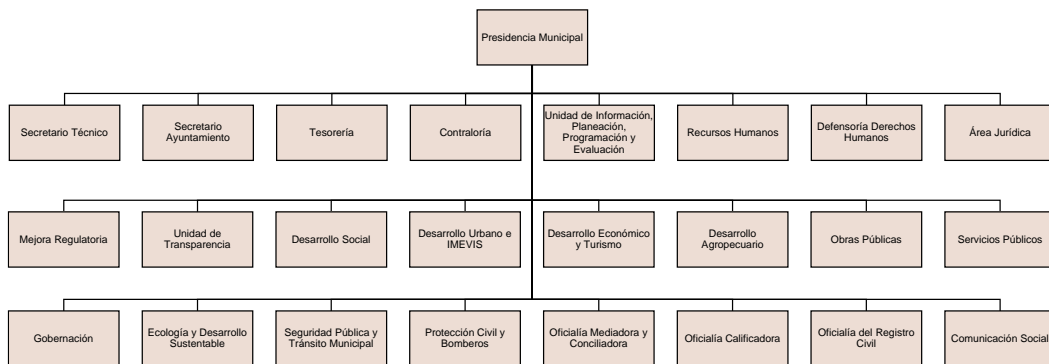 Presidencia Municipal
Secretario Técnico
Secretario
Ayuntamiento
Tesorería
Contraloría
Unidad de Información,
Planeación,
Programación y
Evaluación
Recursos Humanos
Defensoría Derechos
Humanos
Área Jurídica
Mejora Regulatoria
Unidad de
Transparencia
Desarrollo Social
Desarrollo Urbano e
IMEVIS
Desarrollo Económico
y Turismo
Desarrollo
Agropecuario
Obras Públicas
Servicios Públicos
Gobernación
Ecología y Desarrollo
Sustentable
Seguridad Pública y
Tránsito Municipal
Protección Civil y
Bomberos
Oficialía Mediadora y
Conciliadora
Oficialía Calificadora
Oficialía del Registro
Civil
Comunicación Social